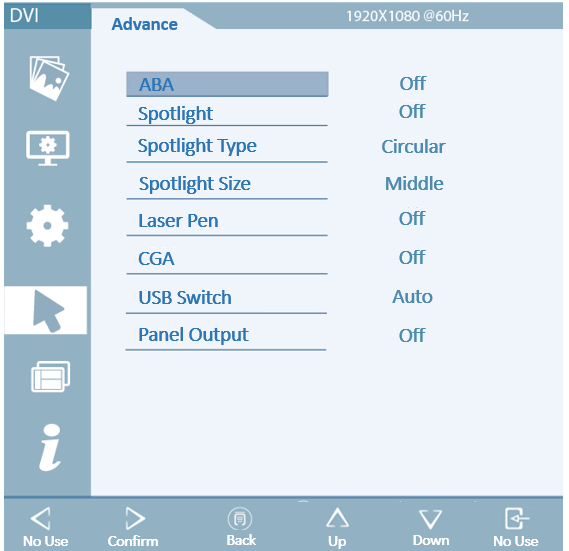 DVI
Advance
1920X1080 @60Hz
ABA Off
Spotlight Off
Spotlight Type Circular
Spotlight Size Middle
Laser Pen Off
CGA Off
USB Switch Auto
Panel Output Off
No Use Confirm Back Up Down No Use